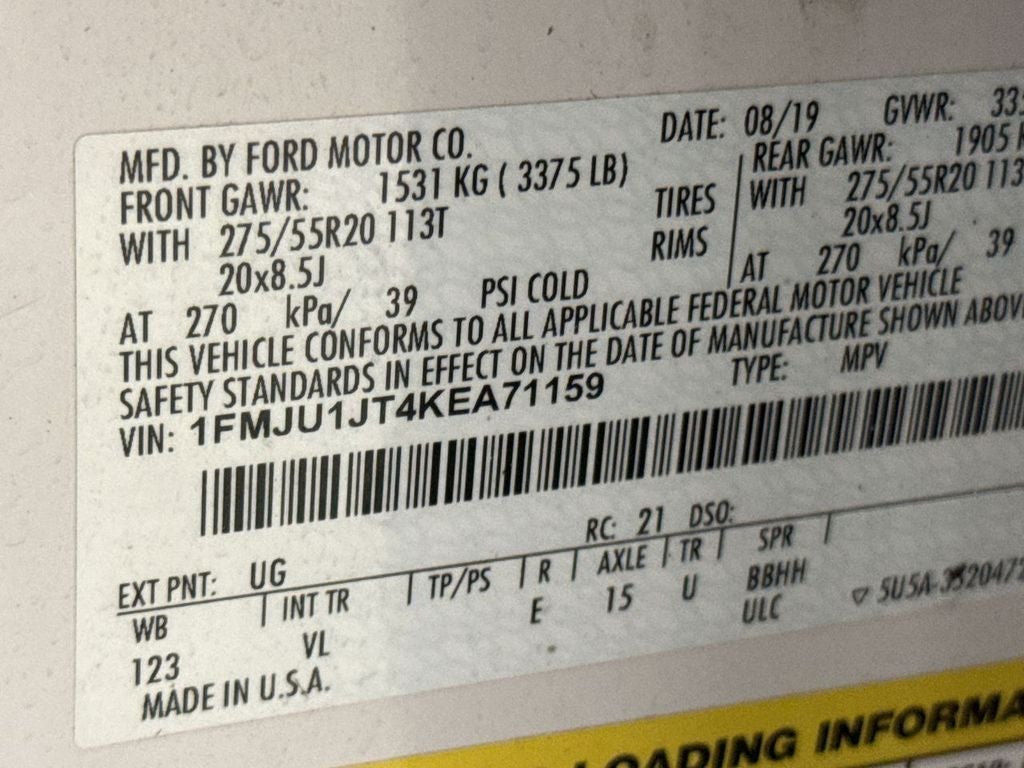 MFD. BY FORD MOTOR CO. DATE: 08/19 GVWR:
FRONT GAWR: 1531 KG ( 3375 LB) REAR GAWR: 1905
WITH 275/55R20 113T TIRES WITH 275/55R20
20x8.5J RIMS 20x8.5J
AT 270 kPa/ 39 PSI COLD AT 270 kPa/ 39
THIS VEHICLE CONFORMS TO ALL APPLICABLE FEDERAL MOTOR VEHICLE
SAFETY STANDARDS IN EFFECT ON THE DATE OF MANUFACTURE SHOWN
VIN: 1FMJU1JT4KEA71159 TYPE: MPV
EXT PNT: UG RC: 21 DSO:
WB INT TR TP/PS R AXLE TR SPR
123 VL E 15 U BBHH
ULC
MADE IN U.S.A.